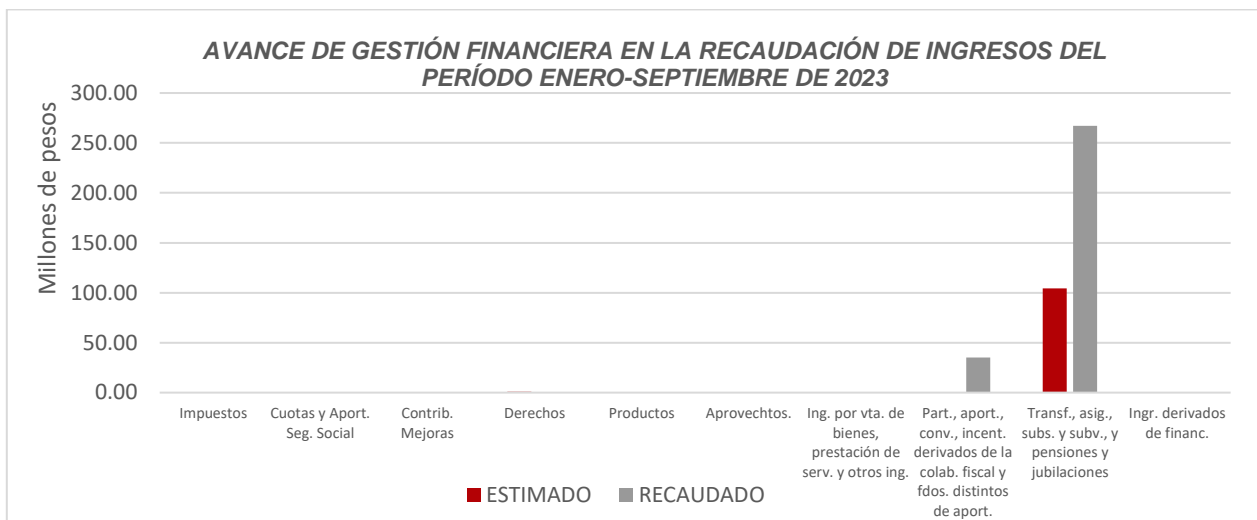 AVANCE DE GESTIÓN FINANCIERA EN LA RECAUDACIÓN DE INGRESOS DEL
PERÍODO ENERO-SEPTIEMBRE DE 2023
Millones de pesos
300.00
250.00
200.00
150.00
100.00
50.00
0.00
Impuestos
Cuotas y Aport.
Seg. Social
Contrib.
Mejoras
Derechos
Productos
Aprovechtos.
Ing. por vta. de
bienes,
prestación de
serv. y otros ing.
Part., aport.,
conv., incent.
derivados de la
colab. fiscal y
fdos. distintos
de aport.
Transf., asig.,
subs. y subv., y
pensiones y
jubilaciones
Ingr. derivados
de financ.
ESTIMADO
RECAUDADO